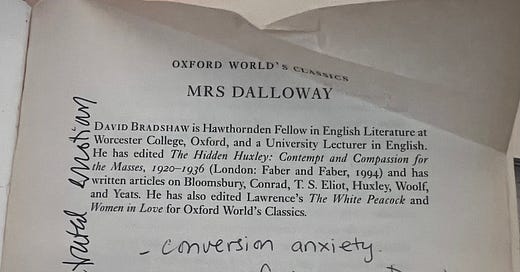 OXFORD WORLD'S CLASSICS
MRS DALLOWAY
DAVID BRADSHAW is Hawthornden Fellow in English Literature at
Worcester College, Oxford, and a University Lecturer in English.
He has edited The Hidden Huxley: Contempt and Compassion for
the Masses, 1920–1936 (London: Faber and Faber, 1994) and has
written articles on Bloomsbury, Conrad, T. S. Eliot, Huxley, Woolf,
and Yeats. He has also edited Lawrence's The White Peacock and
Women in Love for Oxford World's Classics.
- conversion anxiety.
emotion